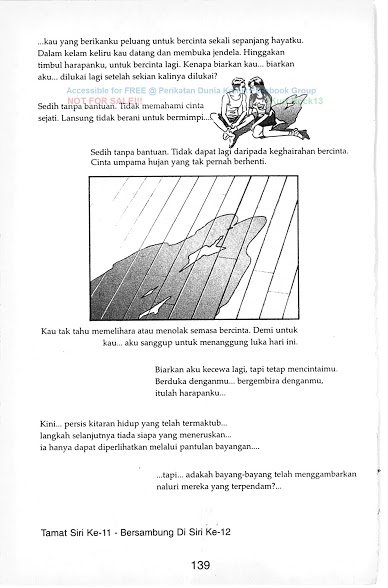 ...kau yang berikanku peluang untuk bercinta sekali sepanjang hayatku.
Dalam kelam keliru kau datang dan membuka jendela. Hinggakan
timbul harapanku, untuk bercinta lagi. Kenapa biarkan kau... biarkan
aku... dilukai lagi setelah sekian kalinya dilukai?
Accessible for FREE @ Perikatan Dunia
Group
NOT FOR SALE!!!
Sedih tanpa bantuan. Tidak memahami cinta
sejati. Lansung tidak berani untuk bermimpi...
Sedih tanpa bantuan. Tidak dapat lagi daripada keghairahan bercinta.
Cinta umpama hujan yang tak pernah berhenti.
Kau tak tahu memelihara atau menolak semasa bercinta. Demi untuk
kau... aku sanggup untuk menanggung luka hari ini.
Biarkan aku kecewa lagi, tapi tetap mencintaimu.
Berduka denganmu... bergembira denganmu,
itulah harapanku...
Kini... persis kitaran hidup yang telah termaktub...
langkah selanjutnya tiada siapa yang meneruskan...
ia hanya dapat diperlihatkan melalui pantulan bayangan....
...tapi... adakah bayang-bayang telah menggambarkan
naluri mereka yang terpendam?...
Tamat Siri Ke-11 - Bersambung Di Siri Ke-12
139